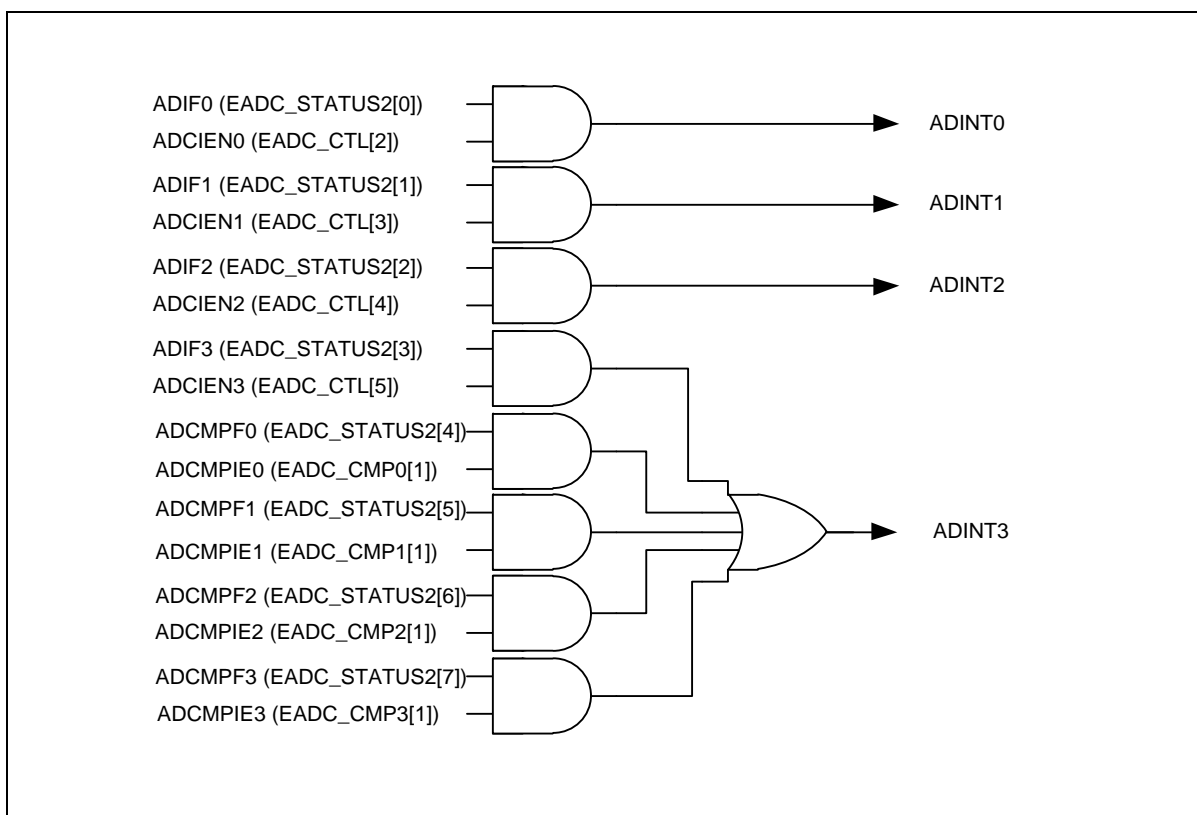 ADIF0 (EADC_STATUS2[0])
ADCIEN0 (EADC_CTL[2])
ADINT0
ADIF1 (EADC_STATUS2[1])
ADCIEN1 (EADC_CTL[3])
ADINT1
ADIF2 (EADC_STATUS2[2])
ADCIEN2 (EADC_CTL[4])
ADINT2
ADIF3 (EADC_STATUS2[3])
ADCIEN3 (EADC_CTL[5])
ADCMPF0 (EADC_STATUS2[4])
ADCMPIE0 (EADC_CMP0[1])
ADCMPF1 (EADC_STATUS2[5])
ADCMPIE1 (EADC_CMP1[1])
ADINT3
ADCMPF2 (EADC_STATUS2[6])
ADCMPIE2 (EADC_CMP2[1])
ADCMPF3 (EADC_STATUS2[7])
ADCMPIE3 (EADC_CMP3[1])